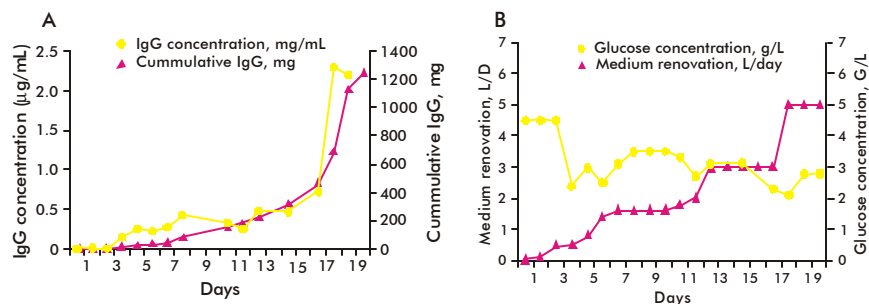 A
IgG concentration, mg/mL
Cummulative IgG, mg
IgG concentration (µg/mL)
2.5
2.0
1.5
1.0
0.5
0
1400
1200
1000
800
600
400
200
0
Cummulative IgG, mg
1 3 5 7 9 11 13 15 17 19
Days
B
Glucose concentration, g/L
Medium renovation, L/day
Medium renovation, L/D
7
6
5
4
3
2
1
0
7
6
5
4
3
2
1
0
Glucose concentration, G/L
1 3 5 7 9 11 13 15 17 19
Days